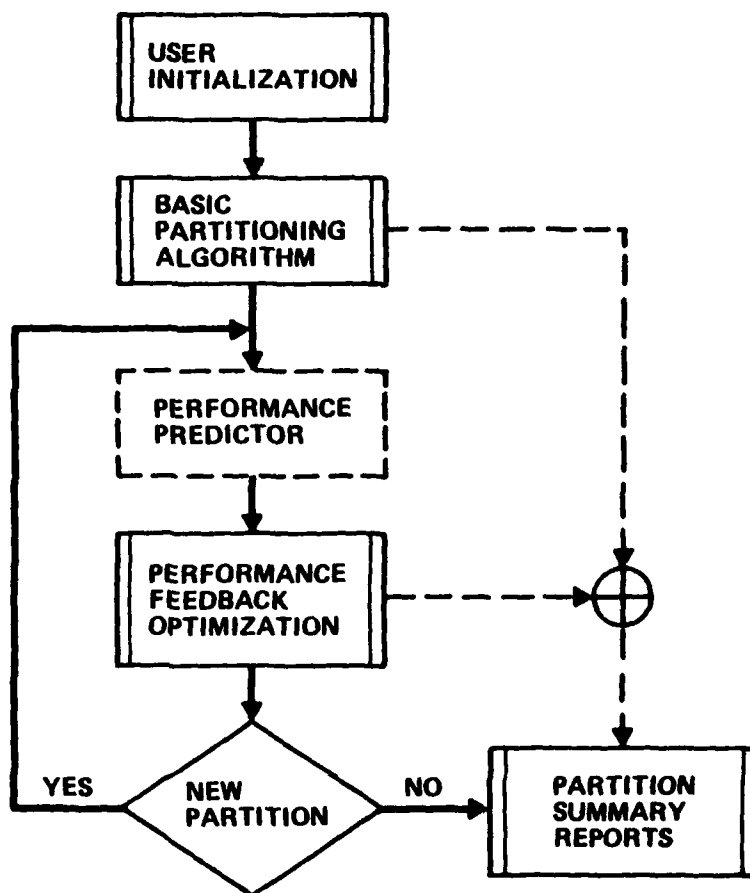 USER
INITIALIZATION
BASIC
PARTITIONING
ALGORITHM
PERFORMANCE
PREDICTOR
PERFORMANCE
FEEDBACK
OPTIMIZATION
YES
NEW
PARTITION
NO
PARTITION
SUMMARY
REPORTS